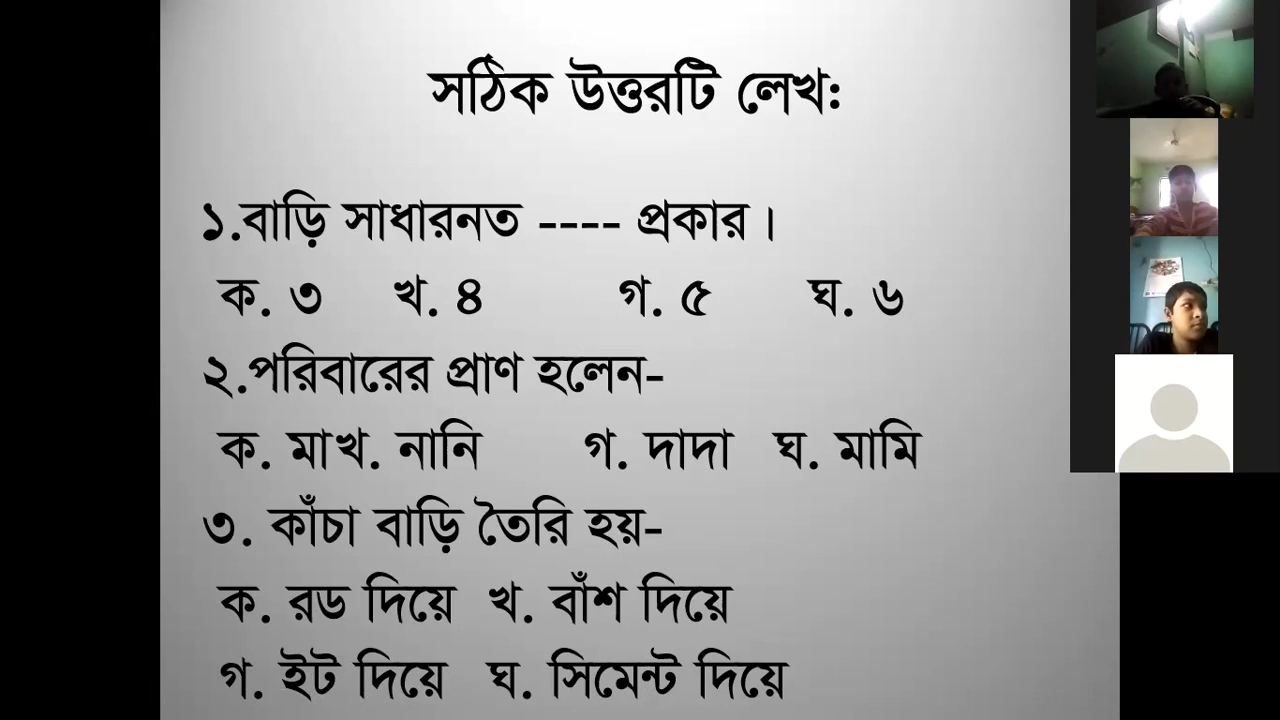 সঠিক উত্তরটি লেখ:
১.বাড়ি সাধারনত ---- প্রকার।
ক. ৩ খ. ৪ গ. ৫ ঘ. ৬
২.পরিবারের প্রাণ হলেন-
ক. মাখ. নানি গ. দাদা ঘ. মামি
৩. কাঁচা বাড়ি তৈরি হয়-
ক. রড দিয়ে খ. বাঁশ দিয়ে
গ. ইট দিয়ে ঘ. সিমেন্ট দিয়ে